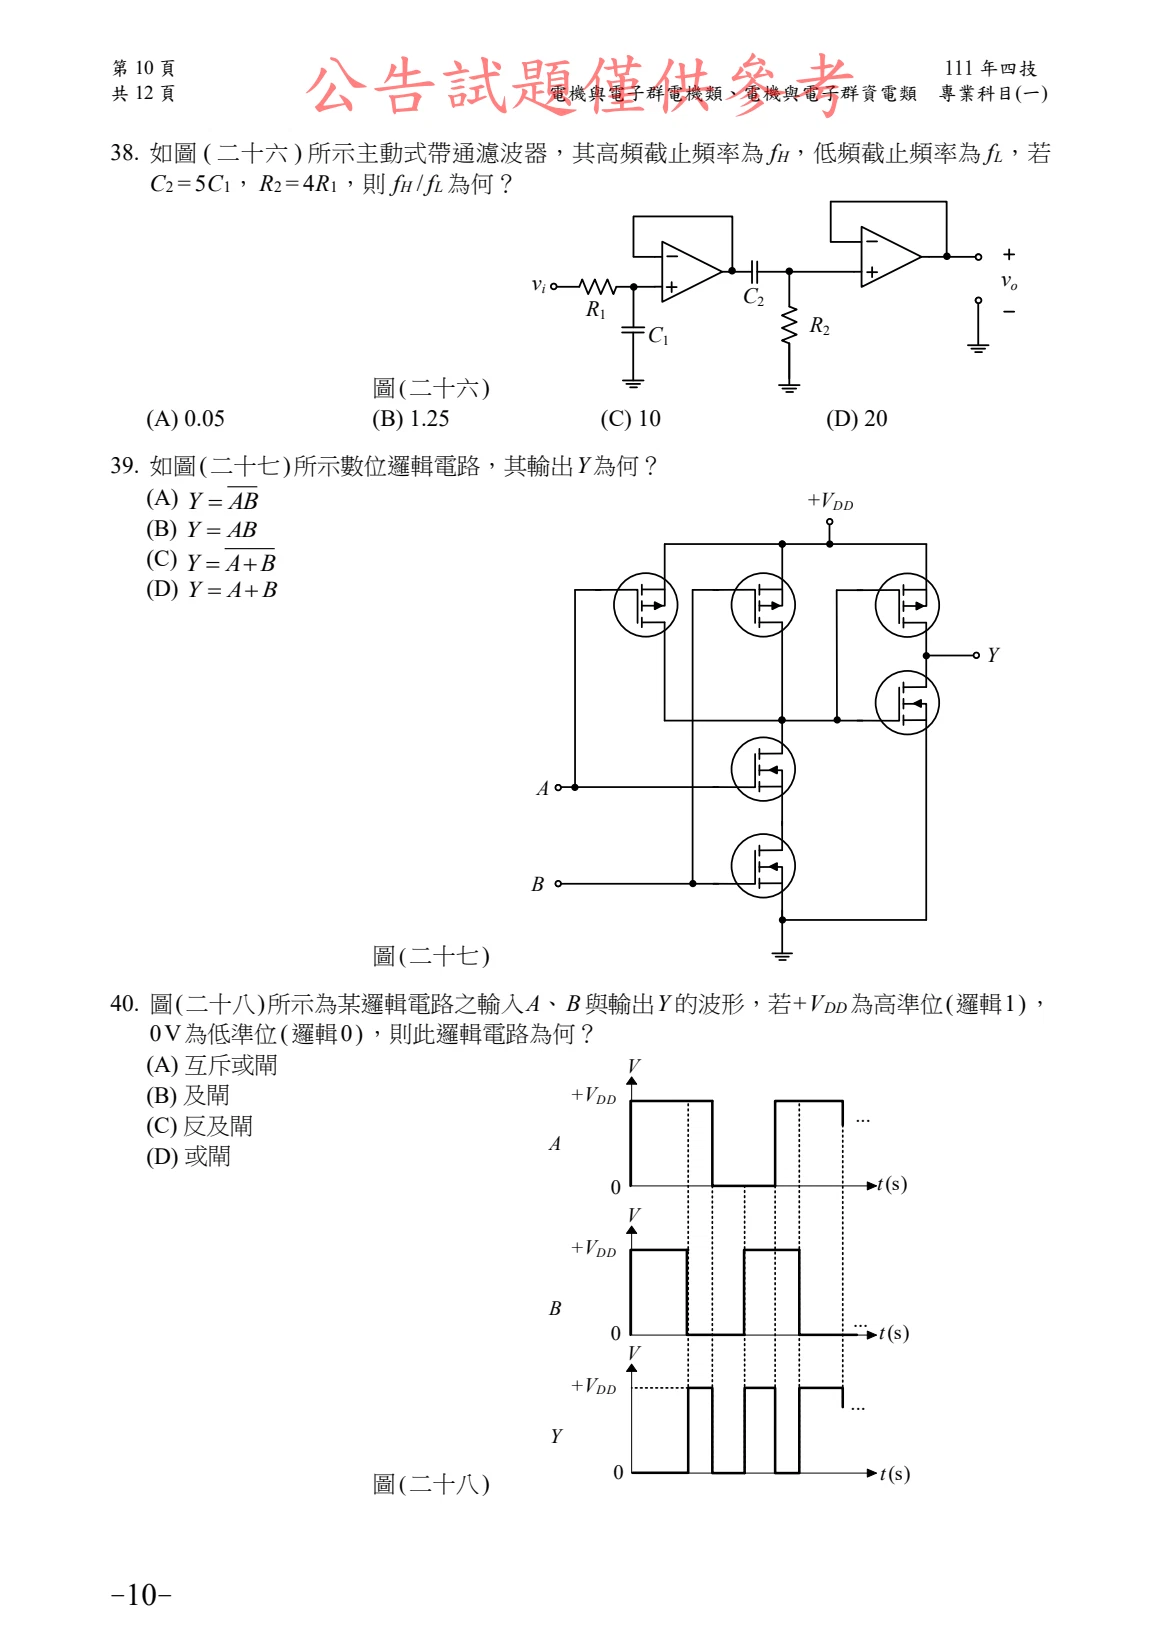 第 10 頁
共 12 頁
公告試題僅供參考
111 年四技
電機與電子群電機類、電機與電子群資電類 專業科目(一)
38. 如圖 ( 二十六 ) 所示主動式帶通濾波器,其高頻截止頻率為 fH,低頻截止頻率為 fL,若
C2 = 5C1, R2 = 4R1,則 fH / fL 為何?
vi
R1
C1
C2
R2
+
vo
−
圖(二十六)
(A) 0.05 (B) 1.25 (C) 10 (D) 20
39. 如圖(二十七)所示數位邏輯電路,其輸出 Y 為何?
(A) Y = \overline{AB}
(B) Y = AB
(C) Y = \overline{A + B}
(D) Y = A + B
+VDD
Y
A
B
圖(二十七)
40. 圖(二十八)所示為某邏輯電路之輸入 A、B 與輸出 Y 的波形,若+VDD 為高準位(邏輯1),
0 V 為低準位(邏輯0),則此邏輯電路為何?
(A) 互斥或閘
(B) 及閘
(C) 反及閘
(D) 或閘
V
+VDD
...
A
0 t (s)
V
+VDD
B
...
0 t (s)
V
+VDD
...
Y
0 t (s)
圖(二十八)
-10-